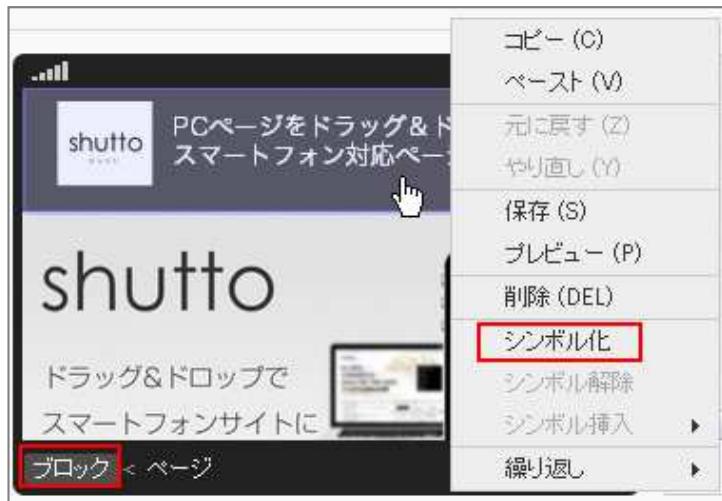 shutto
PCページをドラッグ&ド
スマートフォン対応ペー
shutto
ドラッグ&ドロップで
スマートフォンサイトに
ブロック < ページ
コピー (C)
ペースト (V)
元に戻す (Z)
やり直し (Y)
保存 (S)
プレビュー (P)
削除 (DEL)
シンボル化
シンボル解除
シンボル挿入
繰り返し